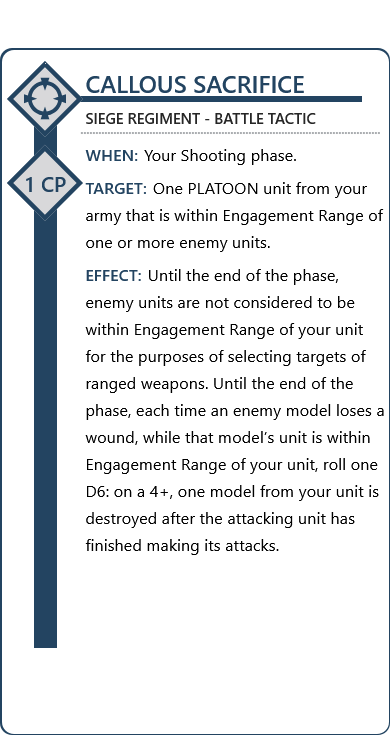 CALLOUS SACRIFICE
SIEGE REGIMENT - BATTLE TACTIC
1 CP
WHEN: Your Shooting phase.
TARGET: One PLATOON unit from your
army that is within Engagement Range of
one or more enemy units.
EFFECT: Until the end of the phase,
enemy units are not considered to be
within Engagement Range of your unit
for the purposes of selecting targets of
ranged weapons. Until the end of the
phase, each time an enemy model loses a
wound, while that model’s unit is within
Engagement Range of your unit, roll one
D6: on a 4+, one model from your unit is
destroyed after the attacking unit has
finished making its attacks.